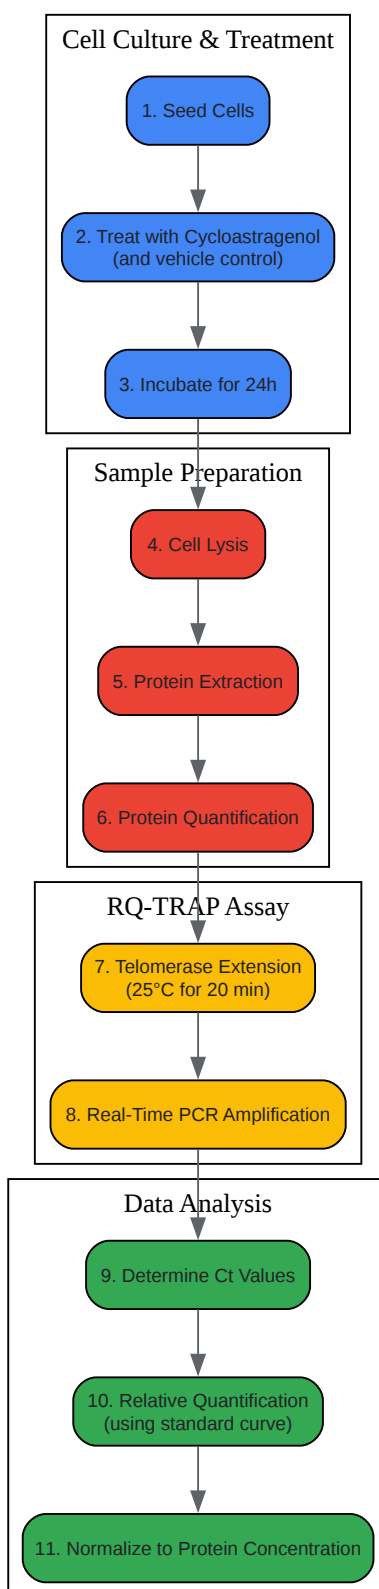 Cell Culture & Treatment
1. Seed Cells
2. Treat with Cycloastragenol
(and vehicle control)
3. Incubate for 24h
Sample Preparation
4. Cell Lysis
5. Protein Extraction
6. Protein Quantification
RQ-TRAP Assay
7. Telomerase Extension
(25°C for 20 min)
8. Real-Time PCR Amplification
Data Analysis
9. Determine Ct Values
10. Relative Quantification
(using standard curve)
11. Normalize to Protein Concentration